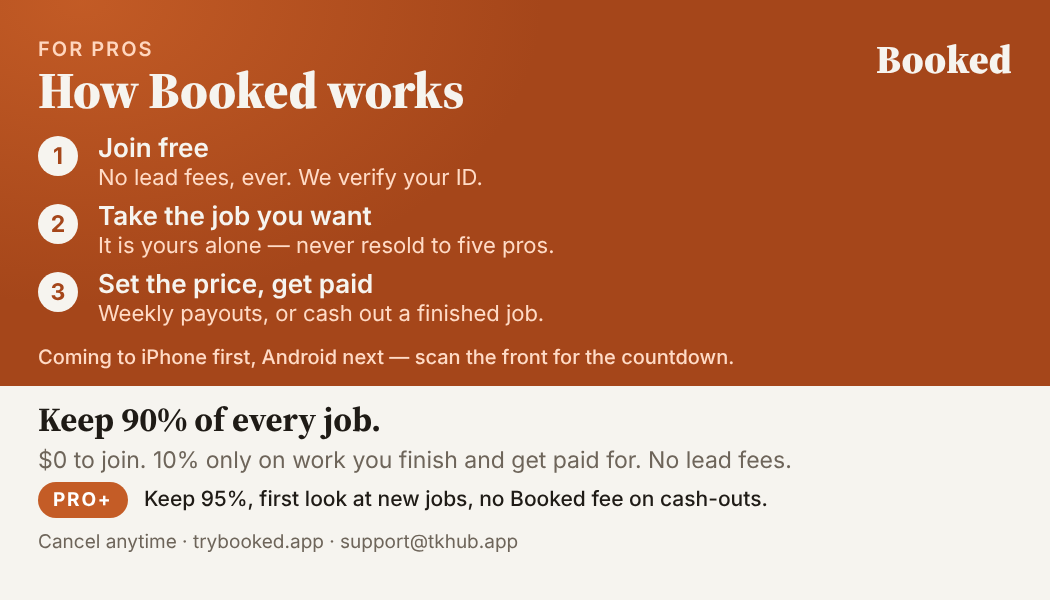 FOR PROS
Booked
How Booked works
1
Join free
No lead fees, ever. We verify your ID.
2
Take the job you want
It is yours alone — never resold to five pros.
3
Set the price, get paid
Weekly payouts, or cash out a finished job.
Coming to iPhone first, Android next — scan the front for the countdown.
Keep 90% of every job.
$0 to join. 10% only on work you finish and get paid for. No lead fees.
PRO+ Keep 95%, first look at new jobs, no Booked fee on cash-outs.
Cancel anytime · trybooked.app · support@tkhub.app